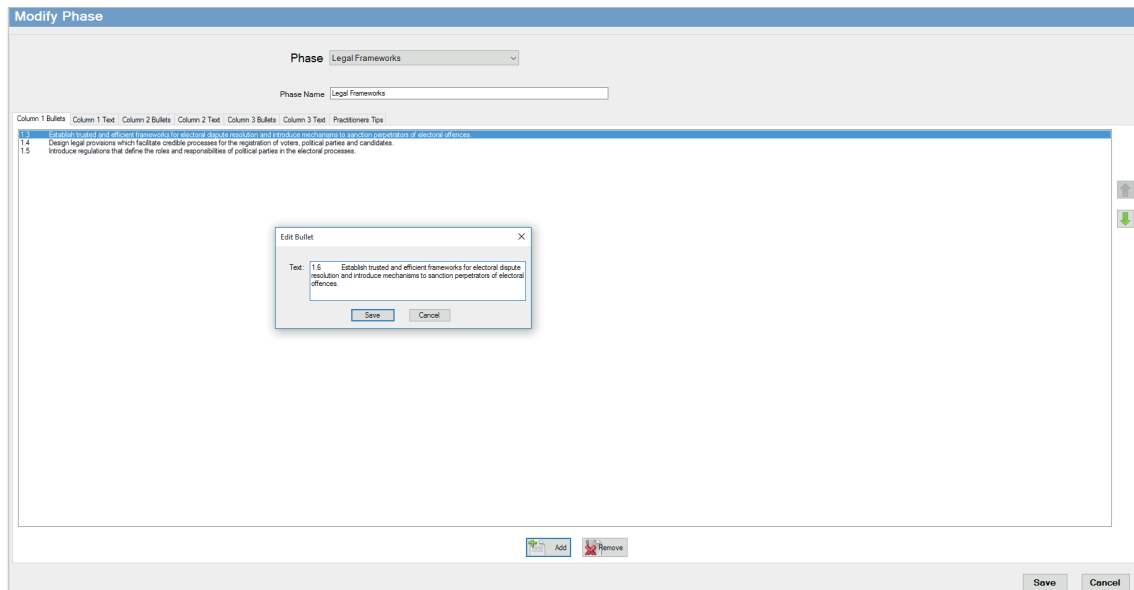 Modify Phase
Phase Legal Frameworks
Phase Name Legal Frameworks
Column 1 Bullets Column 1 Text Column 2 Bullets Column 2 Text Column 3 Bullets Column 3 Text Practitioners Tips
1.3 Establish trusted and efficient frameworks for electoral dispute resolution and introduce mechanisms to sanction perpetrators of electoral offences.
1.4 Design legal provisions which facilitate credible processes for the registration of voters, political parties and candidates.
1.5 Introduce regulations that define the roles and responsibilities of political parties in the electoral processes.
Edit Bullet
Text: 1.6 Establish trusted and efficient frameworks for electoral dispute
resolution and introduce mechanisms to sanction perpetrators of electoral
offences.
Save Cancel
Add Remove
Save Cancel